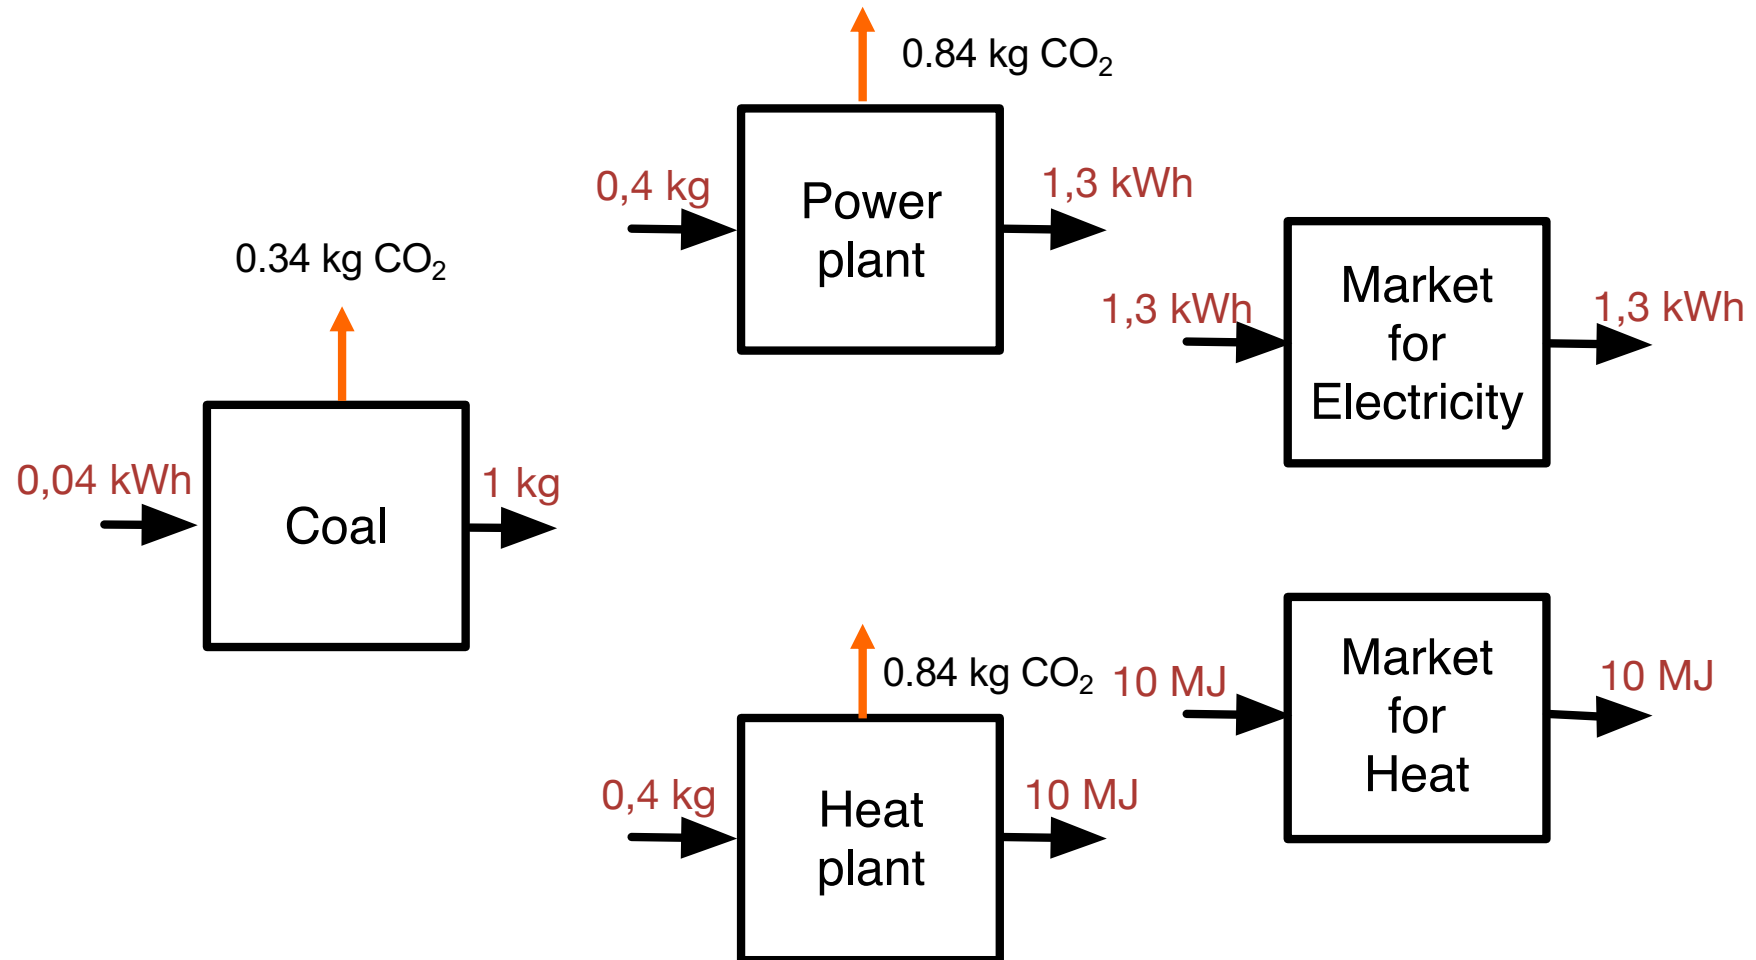 0.84 kg CO₂
0,4 kg
Power
plant
1,3 kWh
0.34 kg CO₂
1,3 kWh
Market
for
Electricity
1,3 kWh
0,04 kWh
Coal
1 kg
0.84 kg CO₂
10 MJ
Market
for
Heat
10 MJ
0,4 kg
Heat
plant
10 MJ